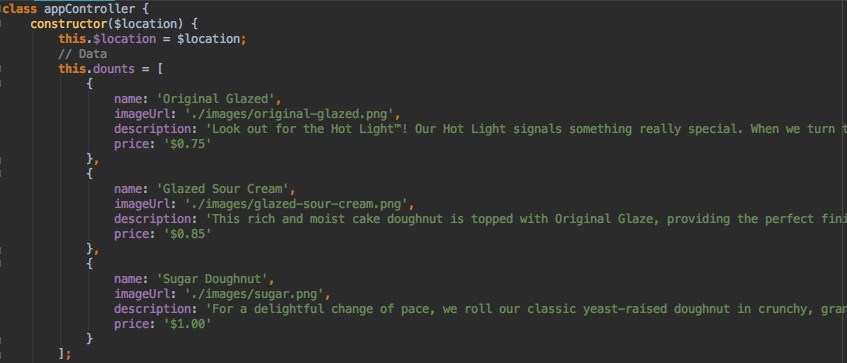 class appController {
constructor($location) {
this.$location = $location;
// Data
this.dounts = [
{
name: 'Original Glazed',
imageUrl: './images/original-glazed.png',
description: 'Look out for the Hot Light™! Our Hot Light signals something really special. When we turn
price: '$0.75'
},
{
name: 'Glazed Sour Cream',
imageUrl: './images/glazed-sour-cream.png',
description: 'This rich and moist cake doughnut is topped with Original Glaze, providing the perfect fini
price: '$0.85'
},
{
name: 'Sugar Doughnut',
imageUrl: './images/sugar.png',
description: 'For a delightful change of pace, we roll our classic yeast-raised doughnut in crunchy, gran
price: '$1.00'
}
];